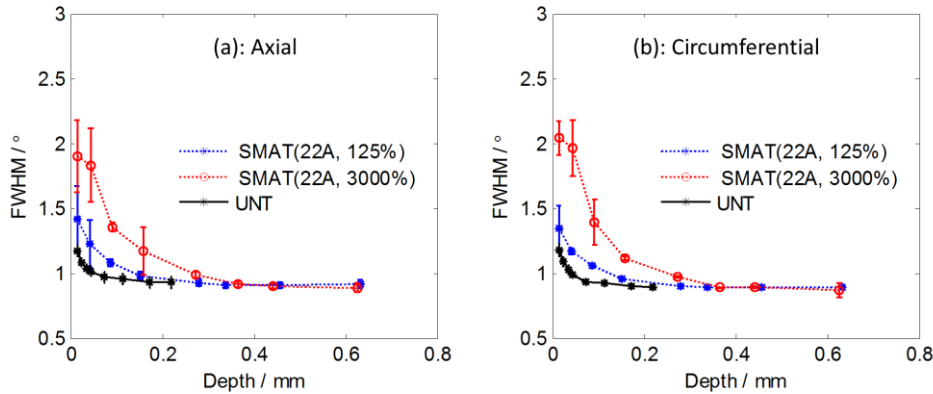 (a): Axial
3
2.5
2
1.5
1
0.5
FWHM / °
SMAT(22A, 125%)
SMAT(22A, 3000%)
UNT
0
0.2
0.4
0.6
0.8
Depth / mm
(b): Circumferential
3
2.5
2
1.5
1
0.5
FWHM / °
SMAT(22A, 125%)
SMAT(22A, 3000%)
UNT
0
0.2
0.4
0.6
0.8
Depth / mm